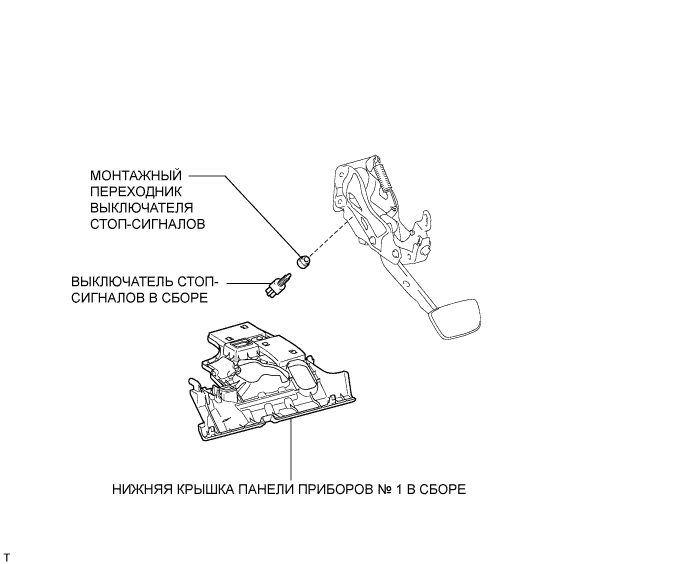 МОНТАЖНЫЙ
ПЕРЕХОДНИК
ВЫКЛЮЧАТЕЛЯ
СТОП-СИГНАЛОВ
ВЫКЛЮЧАТЕЛЬ СТОП-
СИГНАЛОВ В СБОРЕ
НИЖНЯЯ КРЫШКА ПАНЕЛИ ПРИБОРОВ № 1 В СБОРЕ
T